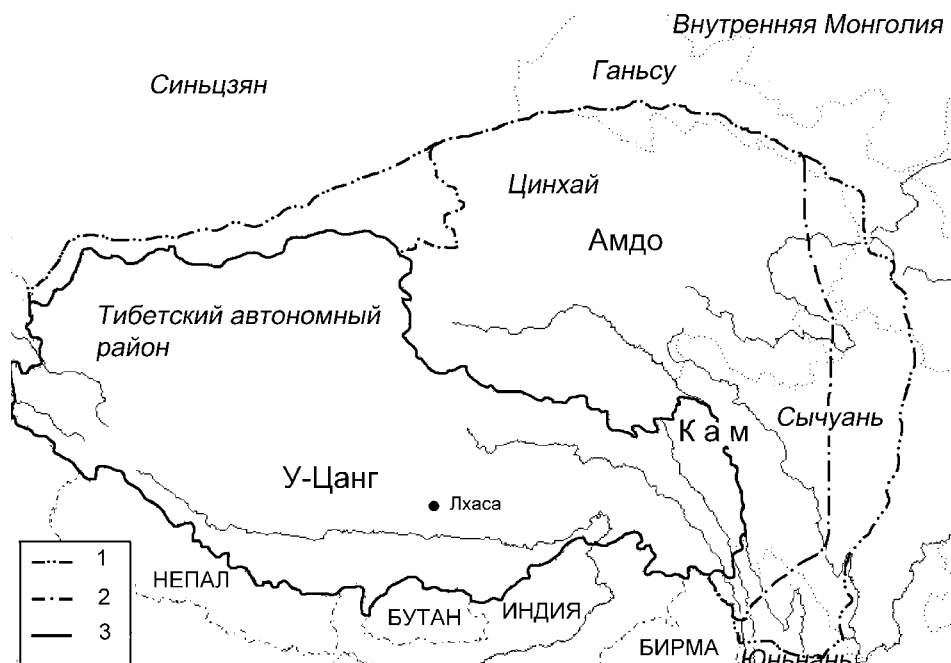 Внутренняя Монголия
Ганьсу
Синьцзян
Цинхай
Амдо
Тибетский автономный
район
Сычуань
Кам
У-Цанг
Лхаса
1
2
3
НЕПАЛ
БУТАН
ИНДИЯ
БИРМА
Юньнань